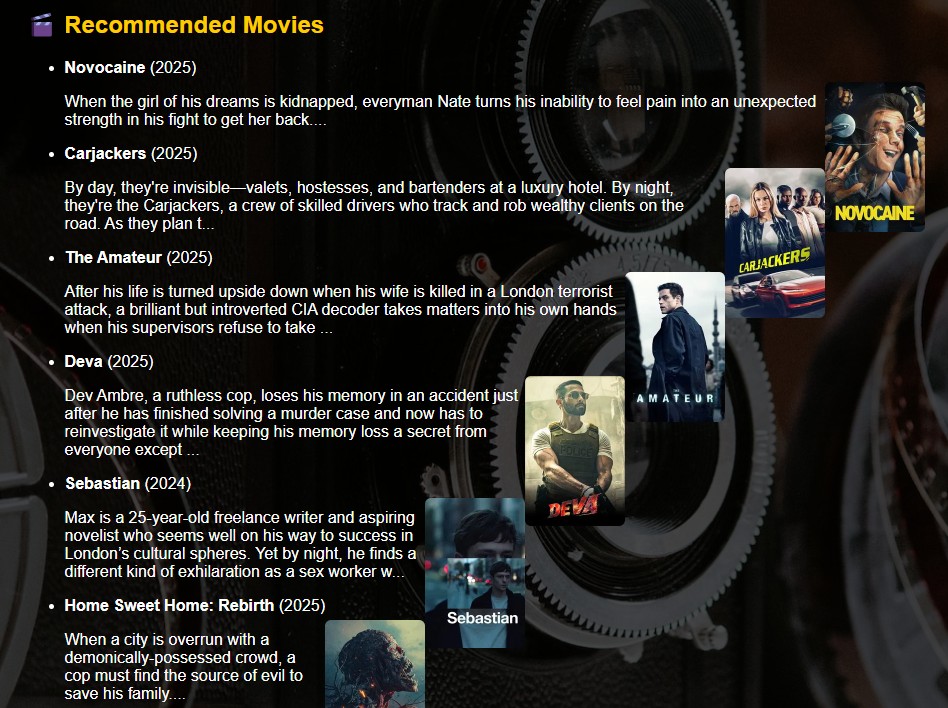 Recommended Movies
Novocaine (2025)
When the girl of his dreams is kidnapped, everyman Nate turns his inability to feel pain into an unexpected
strength in his fight to get her back....
NOVOCAINE
Carjackers (2025)
By day, they're invisible—valets, hostesses, and bartenders at a luxury hotel. By night,
they're the Carjackers, a crew of skilled drivers who track and rob wealthy clients on the
road. As they plan t...
CARJACKERS
The Amateur (2025)
After his life is turned upside down when his wife is killed in a London terrorist
attack, a brilliant but introverted CIA decoder takes matters into his own hands
when his supervisors refuse to take ...
THE
AMATEUR
Deva (2025)
Dev Ambre, a ruthless cop, loses his memory in an accident just
after he has finished solving a murder case and now has to
reinvestigate it while keeping his memory loss a secret from
everyone except ...
DEVA
Sebastian (2024)
Max is a 25-year-old freelance writer and aspiring
novelist who seems well on his way to success in
London’s cultural spheres. Yet by night, he finds a
different kind of exhilaration as a sex worker w...
Sebastian
Home Sweet Home: Rebirth (2025)
When a city is overrun with a
demonically-possessed crowd, a
cop must find the source of evil to
save his family....